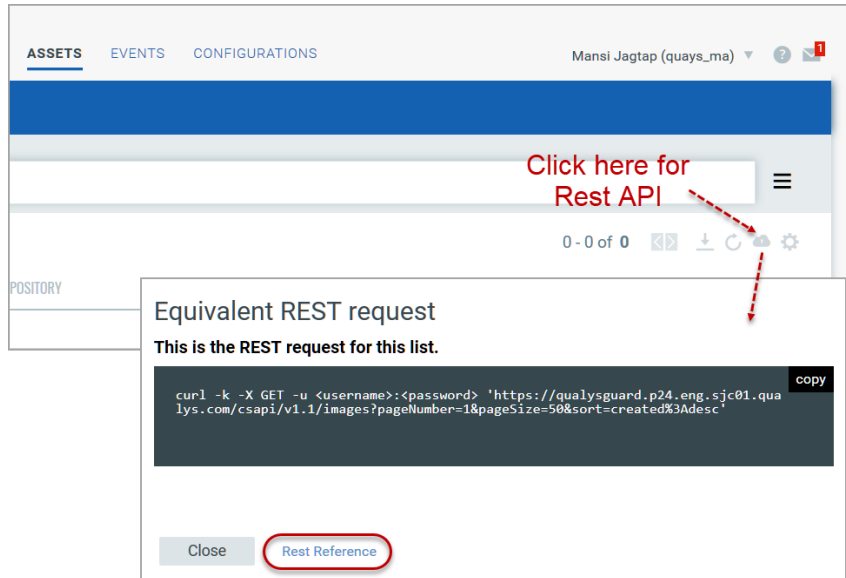 ASSETS EVENTS CONFIGURATIONS Mansi Jagtap (quays_ma) 1
Click here for
Rest API
0 - 0 of 0
POSITORY
Equivalent REST request
This is the REST request for this list.
copy
curl -k -X GET -u <username>:<password> 'https://qualysguard.p24.eng.sjc01.qua
lys.com/csapi/v1.1/images?pageNumber=1&pageSize=50&sort=created%3Adesc'
Close Rest Reference